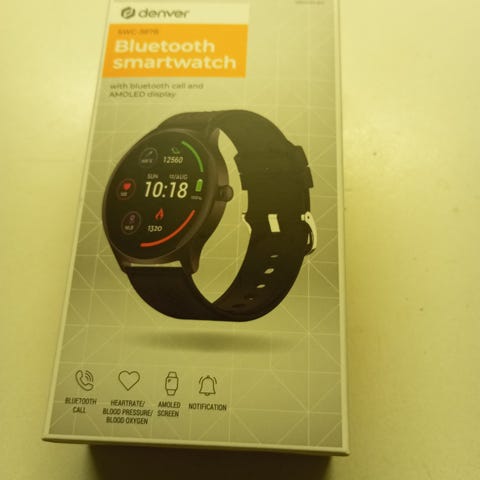 denver
Bluetooth
smartwatch
with bluetooth call and
AMOLED display
12560
SUN
10:18
100%
1320
BLUETOOTH
CALL
HEARTRATE/
BLOOD PRESSURE/
BLOOD OXYGEN
AMOLED
SCREEN
NOTIFICATION